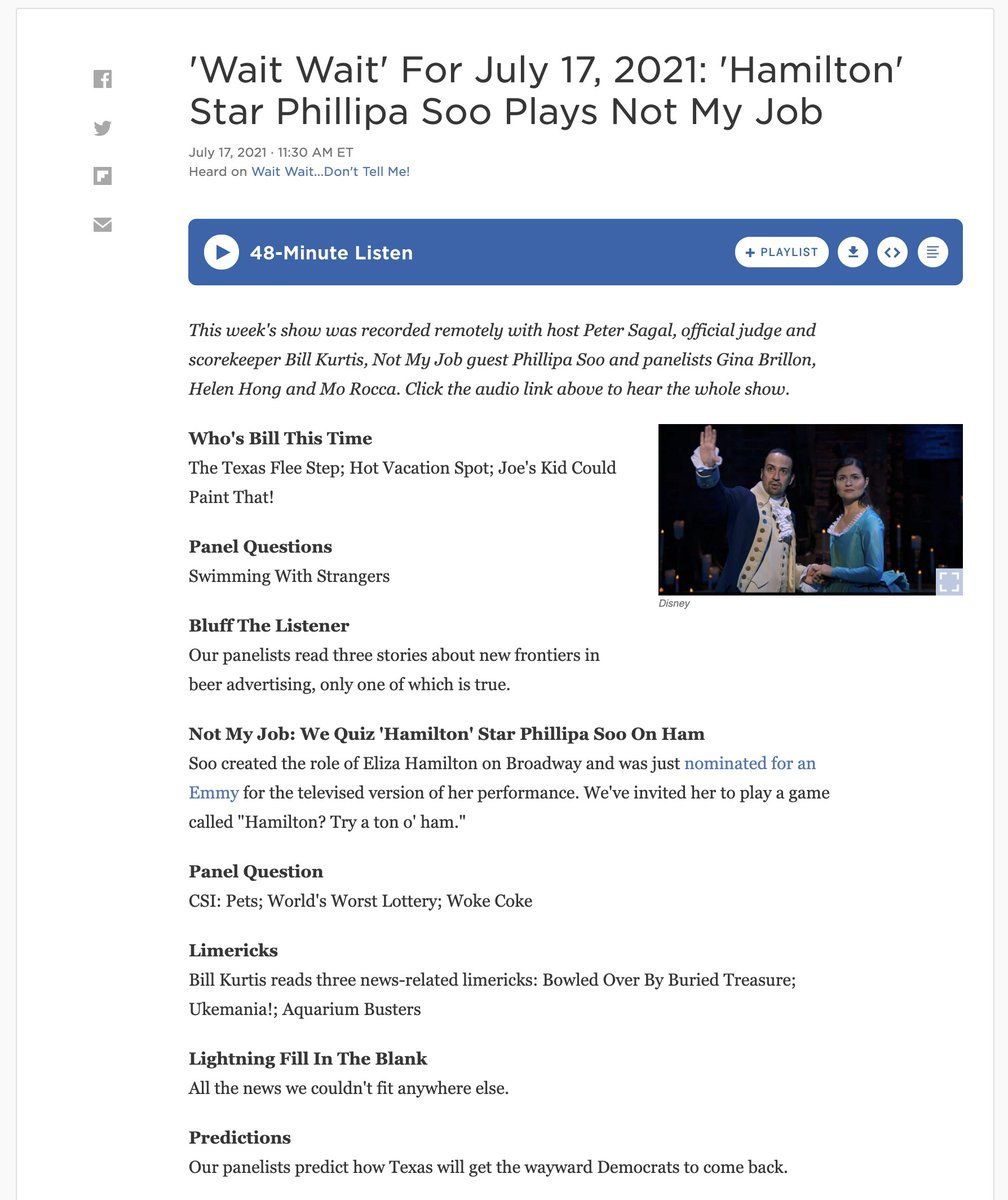 'Wait Wait' For July 17, 2021: 'Hamilton'
Star Phillipa Soo Plays Not My Job
July 17, 2021 · 11:30 AM ET
Heard on Wait Wait...Don't Tell Me!
48-Minute Listen
+ PLAYLIST
This week's show was recorded remotely with host Peter Sagal, official judge and
scorekeeper Bill Kurtis, Not My Job guest Phillipa Soo and panelists Gina Brillon,
Helen Hong and Mo Rocca. Click the audio link above to hear the whole show.
Who's Bill This Time
The Texas Flee Step; Hot Vacation Spot; Joe's Kid Could
Paint That!
Disney
Panel Questions
Swimming With Strangers
Bluff The Listener
Our panelists read three stories about new frontiers in
beer advertising, only one of which is true.
Not My Job: We Quiz 'Hamilton' Star Phillipa Soo On Ham
Soo created the role of Eliza Hamilton on Broadway and was just nominated for an
Emmy for the televised version of her performance. We've invited her to play a game
called "Hamilton? Try a ton o' ham."
Panel Question
CSI: Pets; World's Worst Lottery; Woke Coke
Limericks
Bill Kurtis reads three news-related limericks: Bowled Over By Buried Treasure;
Ukemania!; Aquarium Busters
Lightning Fill In The Blank
All the news we couldn't fit anywhere else.
Predictions
Our panelists predict how Texas will get the wayward Democrats to come back.